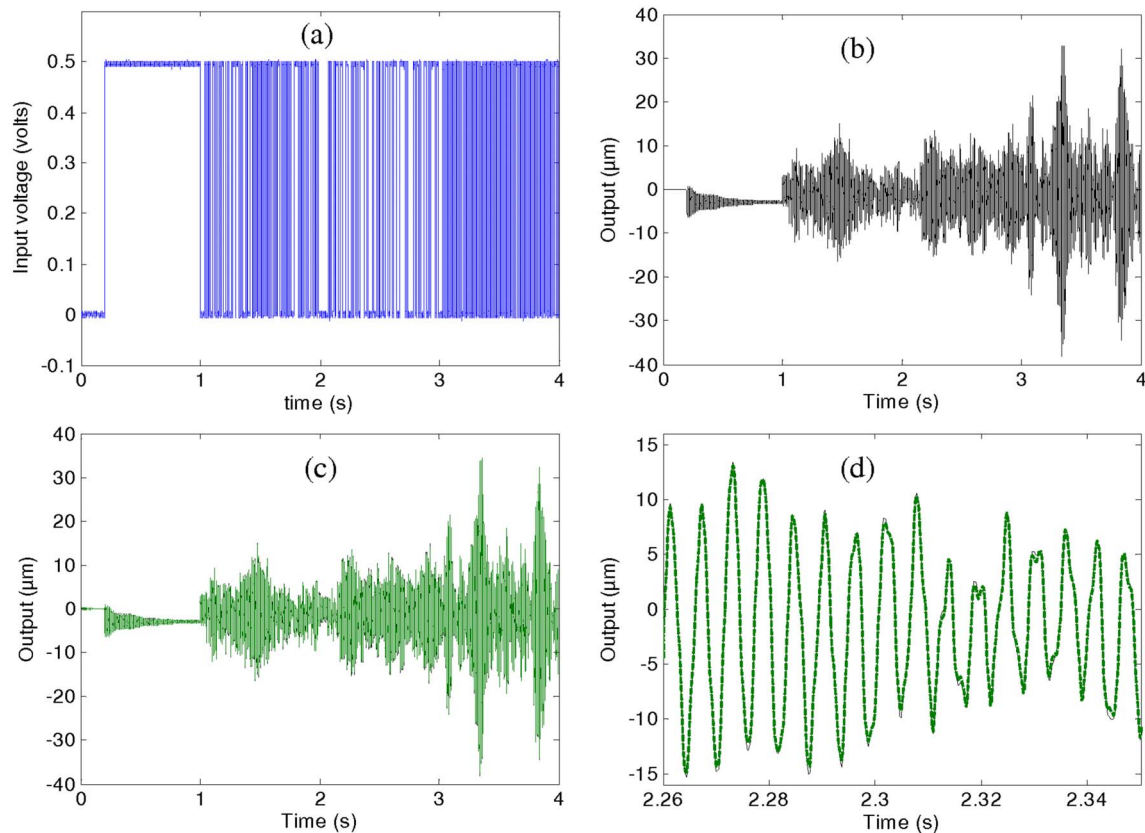 (a)
Input voltage (volts)
0.5
0.4
0.3
0.2
0.1
0
-0.1
0 1 2 3 4
time (s)
(b)
Output (µm)
40
30
20
10
0
-10
-20
-30
-40
0 1 2 3 4
Time (s)
(c)
Output (µm)
40
30
20
10
0
-10
-20
-30
-40
0 1 2 3 4
Time (s)
(d)
Output (µm)
15
10
5
0
-5
-10
-15
2.26 2.28 2.3 2.32 2.34
Time (s)